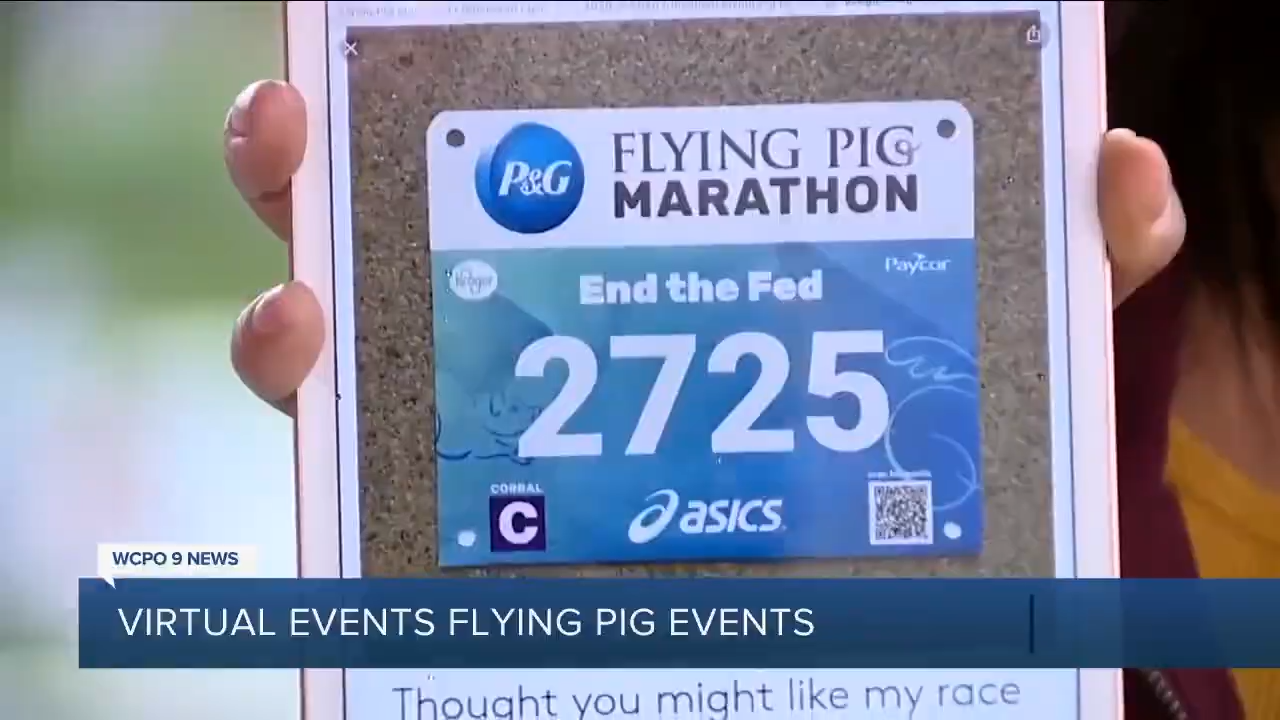 P&G
FLYING PIG
MARATHON
Kroger
Paycor
End the Fed
2725
CORRAL
C
asics
WCPO 9 NEWS
VIRTUAL EVENTS FLYING PIG EVENTS
Thought you might like my race